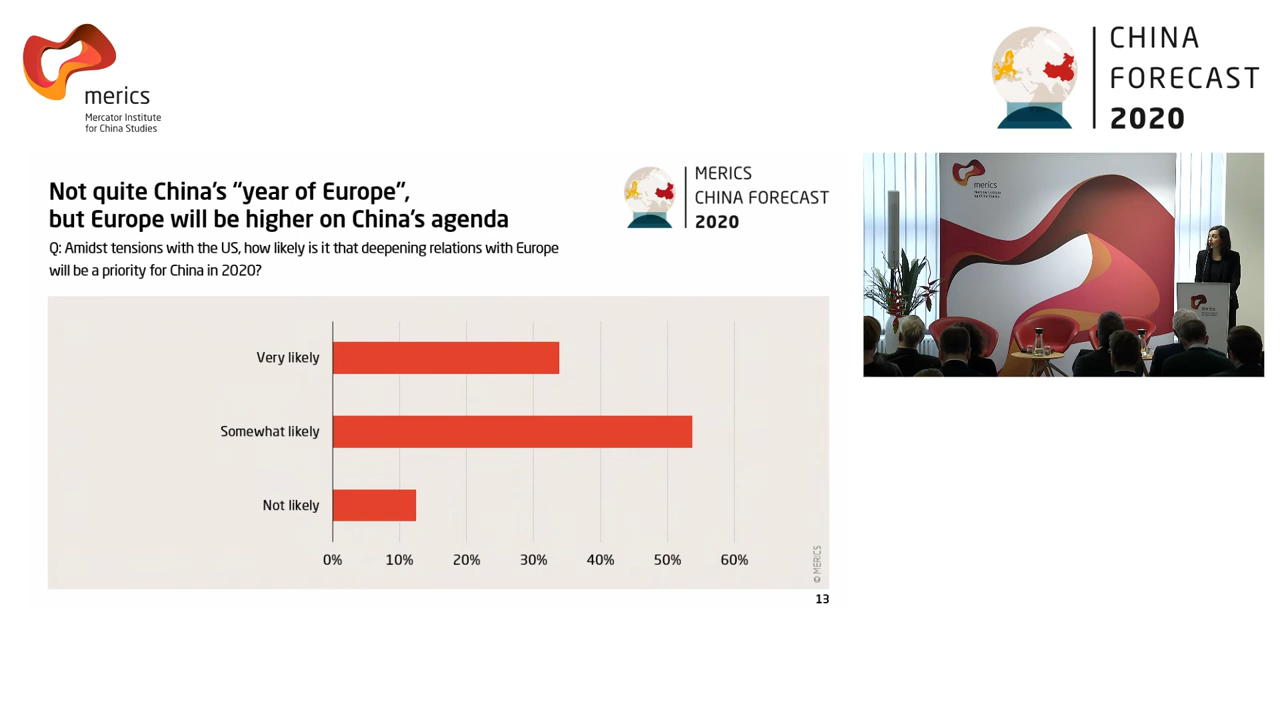 merics
Mercator Institute
for China Studies
CHINA
FORECAST
2020
Not quite China's “year of Europe”,
but Europe will be higher on China's agenda
Q: Amidst tensions with the US, how likely is it that deepening relations with Europe
will be a priority for China in 2020?
MERICS
CHINA FORECAST
2020
Very likely
Somewhat likely
Not likely
0% 10% 20% 30% 40% 50% 60%
© MERICS
13
merics
merics